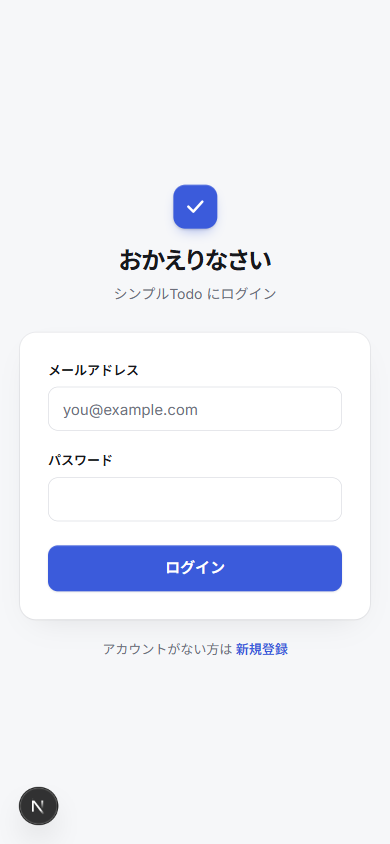 おかえりなさい
シンプルTodo にログイン
メールアドレス
you@example.com
パスワード
ログイン
アカウントがない方は 新規登録
N